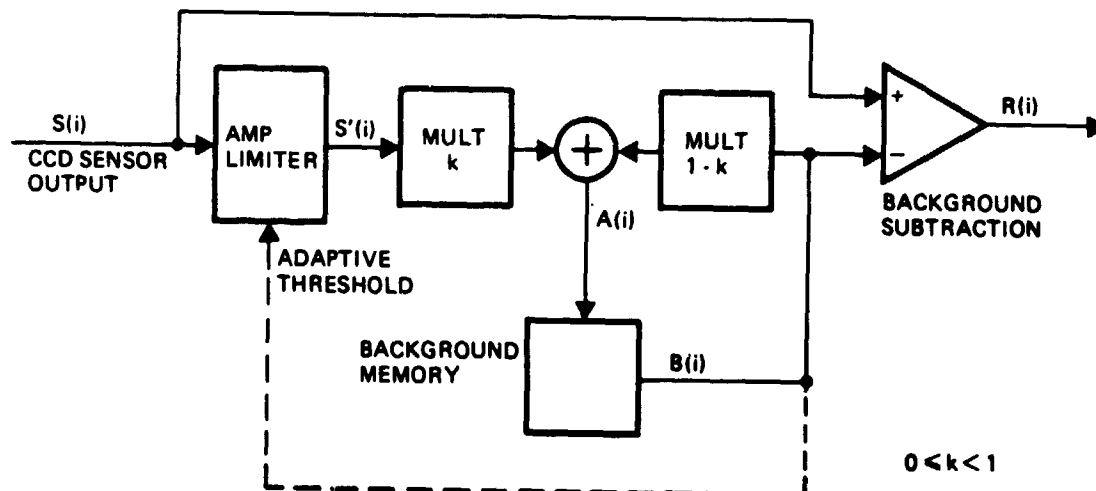 S(i)
CCD SENSOR
OUTPUT
AMP
LIMITER
S'(i)
MULT
k
+
MULT
1 - k
+
−
R(i)
BACKGROUND
SUBTRACTION
A(i)
ADAPTIVE
THRESHOLD
BACKGROUND
MEMORY
B(i)
0 ≤ k < 1